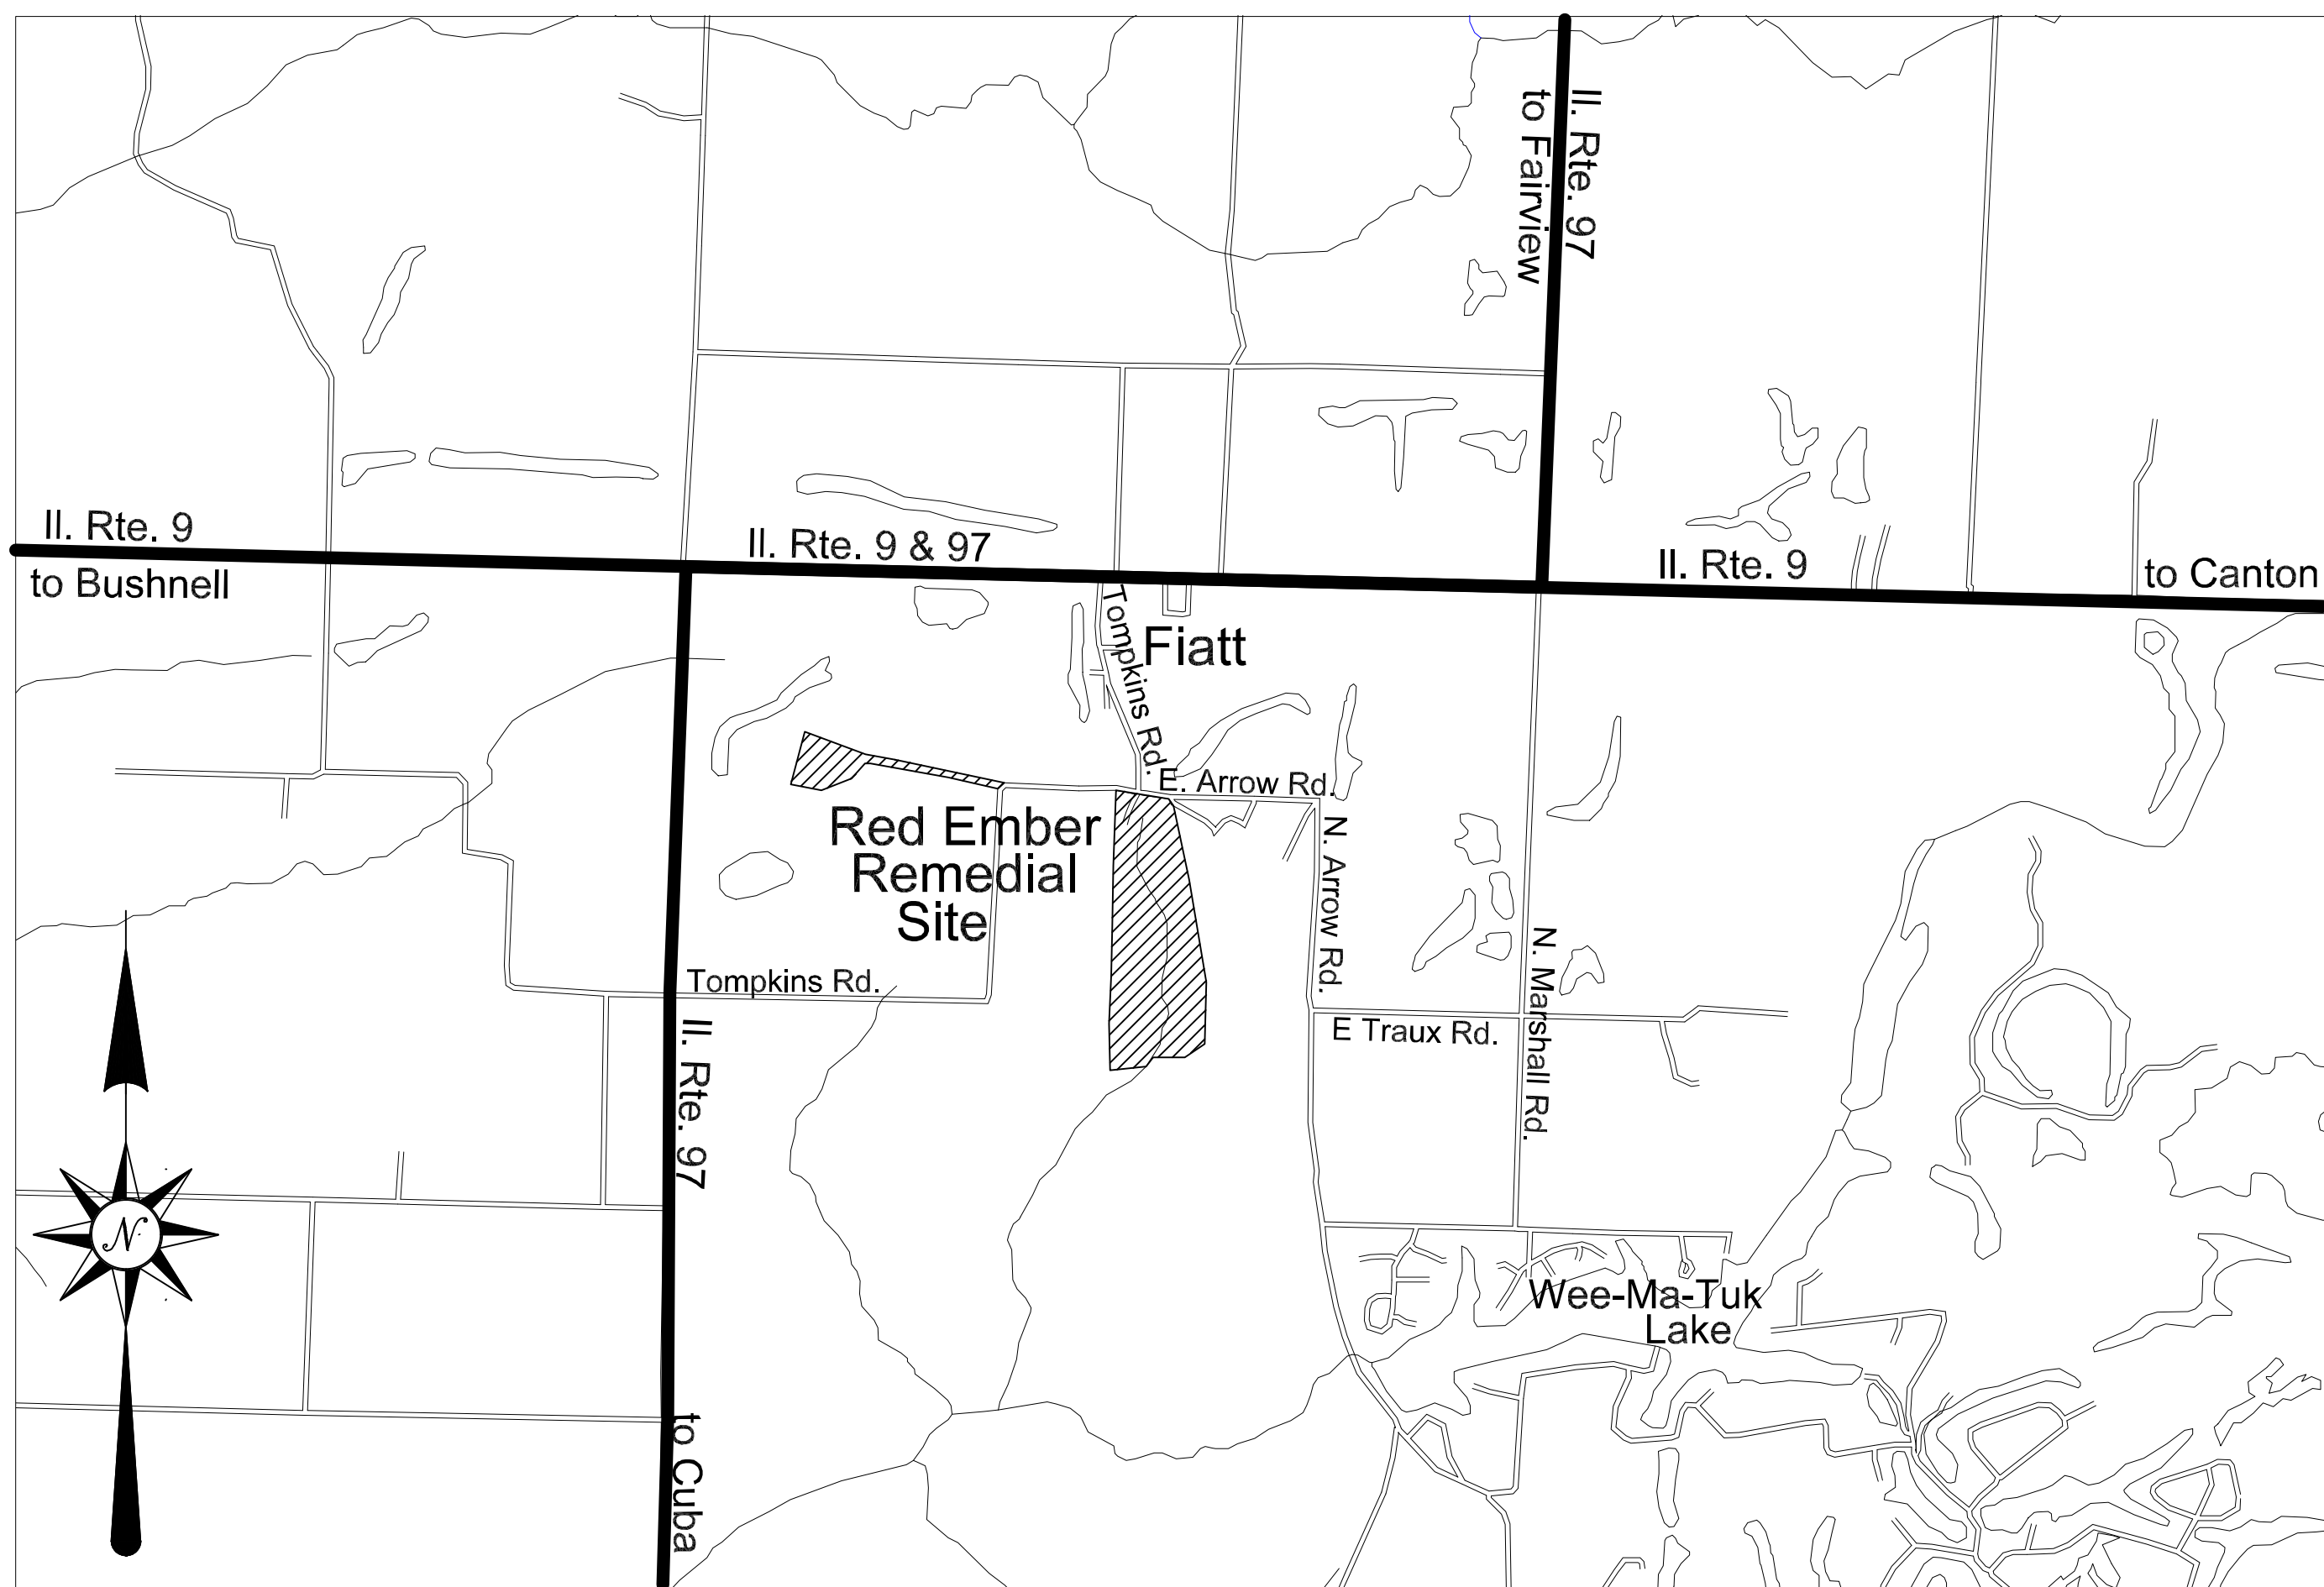 Il. Rte. 97
to Fairview
Il. Rte. 9
to Bushnell
Il. Rte. 9 & 97
Il. Rte. 9
to Canton
Tompkins Rd.
Fiatt
E. Arrow Rd.
Red Ember
Remedial
Site
N. Arrow Rd.
Tompkins Rd.
N. Marshall Rd.
E Traux Rd.
Il. Rte. 97
N
Wee-Ma-Tuk
Lake
to Cuba